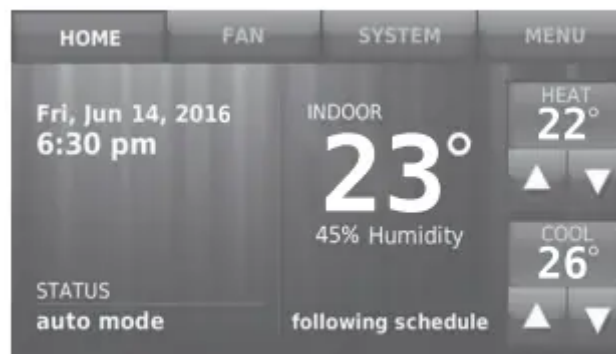 HOME FAN SYSTEM MENU
Fri, Jun 14, 2016
6:30 pm
INDOOR
23°
45% Humidity
HEAT
22°
COOL
26°
STATUS
auto mode
following schedule